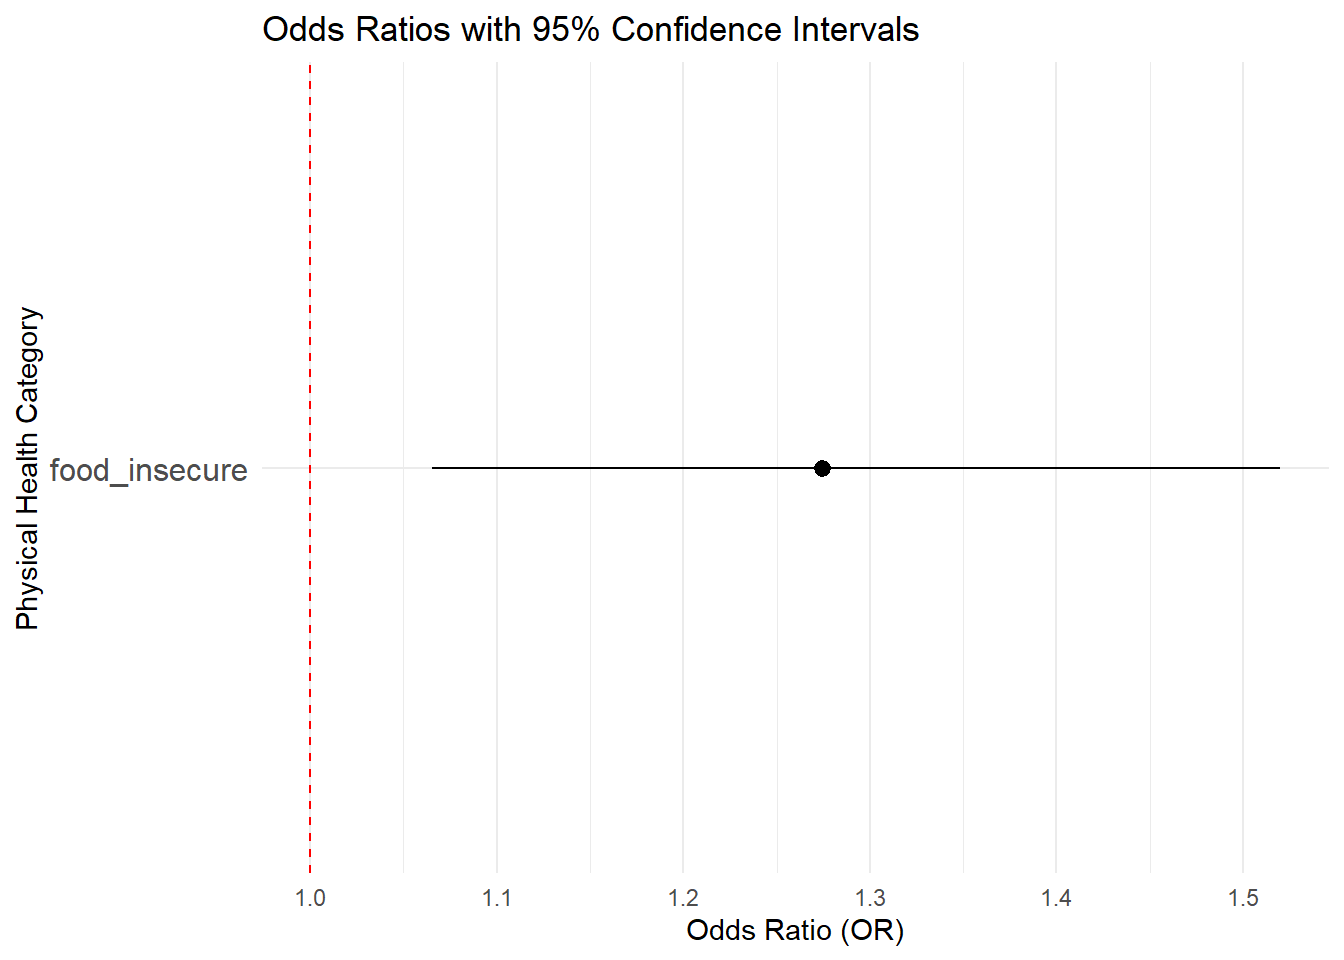 Odds Ratios with 95% Confidence Intervals
Physical Health Category
food_insecure
1.0 1.1 1.2 1.3 1.4 1.5
Odds Ratio (OR)